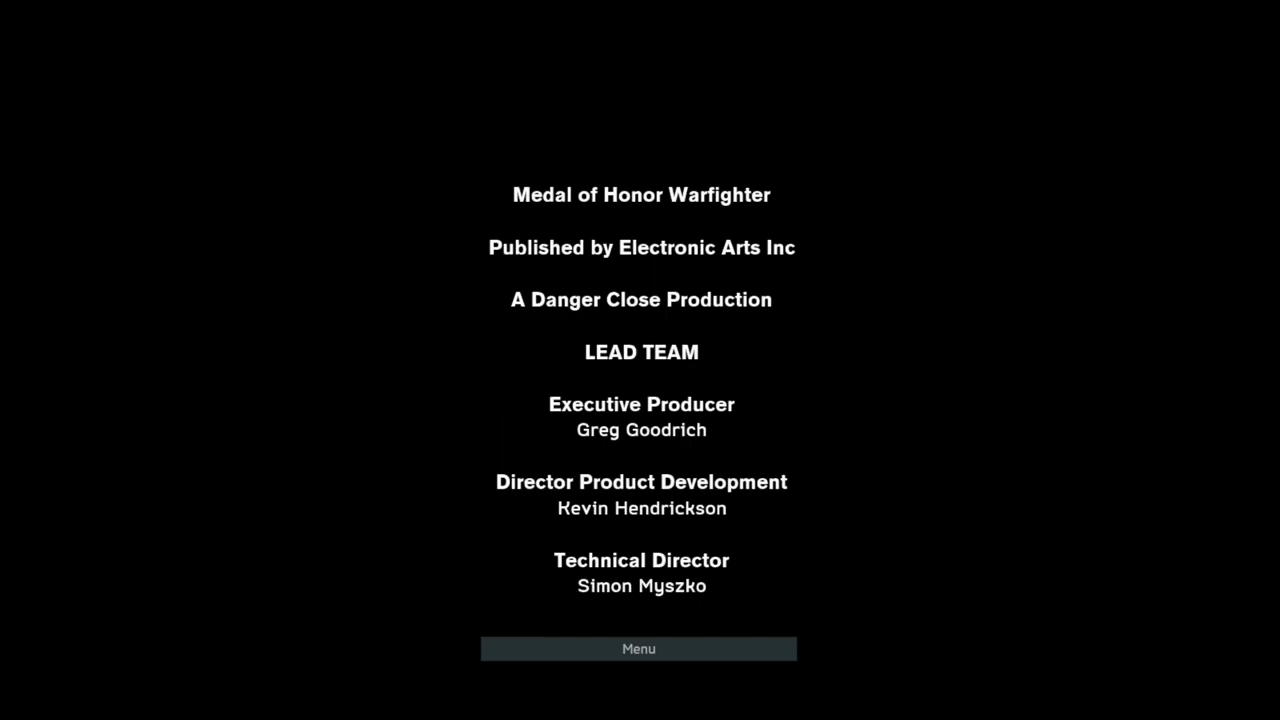 Medal of Honor Warfighter
Published by Electronic Arts Inc
A Danger Close Production
LEAD TEAM
Executive Producer
Greg Goodrich
Director Product Development
Kevin Hendrickson
Technical Director
Simon Myszko
Menu